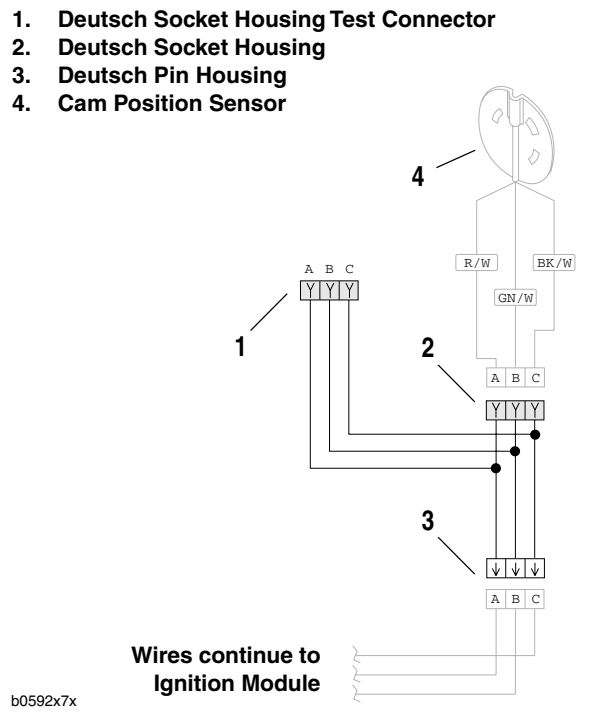 1. Deutsch Socket Housing Test Connector
2. Deutsch Socket Housing
3. Deutsch Pin Housing
4. Cam Position Sensor
4
R/W
BK/W
GN/W
A B C
1
2
A B C
3
A B C
Wires continue to
Ignition Module
b0592x7x